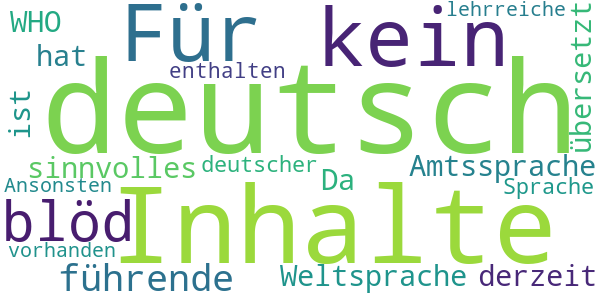 WHO
Für
kein
lehrreiche
übersetzt
hat
enthalten
ist
deutsch
sinnvolles
deutscher
Da
Amtssprache
Ansonsten
Sprache
blöd
Inhalte
vorhanden
führende
Weltsprache
derzeit